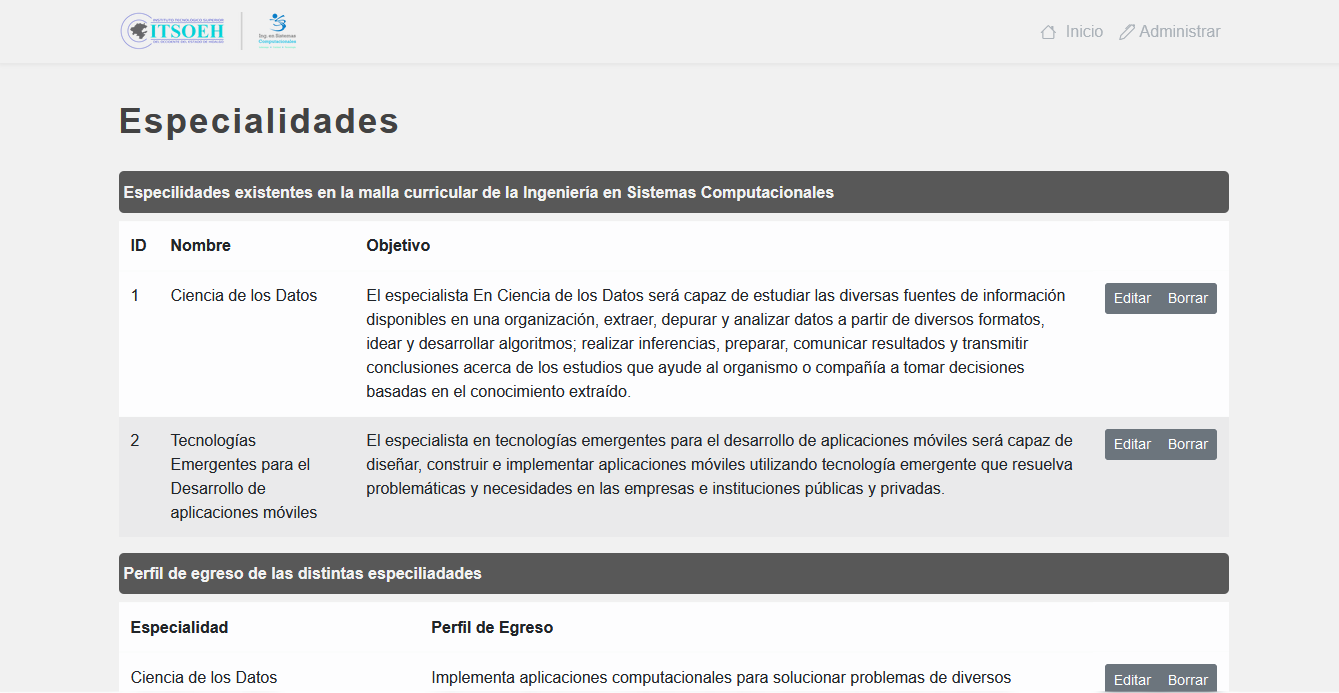 INSTITUTO TECNOLÓGICO SUPERIOR
ITSOEH
DEL OCCIDENTE DEL ESTADO DE HIDALGO
Ing. en Sistemas
Computacionales
Inicio
Administrar
Especialidades
Especilidades existentes en la malla curricular de la Ingeniería en Sistemas Computacionales
ID Nombre Objetivo
1 Ciencia de los Datos El especialista En Ciencia de los Datos será capaz de estudiar las diversas fuentes de información Editar Borrar
disponibles en una organización, extraer, depurar y analizar datos a partir de diversos formatos,
idear y desarrollar algoritmos; realizar inferencias, preparar, comunicar resultados y transmitir
conclusiones acerca de los estudios que ayude al organismo o compañía a tomar decisiones
basadas en el conocimiento extraído.
2 Tecnologías El especialista en tecnologías emergentes para el desarrollo de aplicaciones móviles será capaz de Editar Borrar
Emergentes para el diseñar, construir e implementar aplicaciones móviles utilizando tecnología emergente que resuelva
Desarrollo de problemáticas y necesidades en las empresas e instituciones públicas y privadas.
aplicaciones móviles
Perfil de egreso de las distintas especiliadades
Especialidad Perfil de Egreso
Ciencia de los Datos Implementa aplicaciones computacionales para solucionar problemas de diversos Editar Borrar